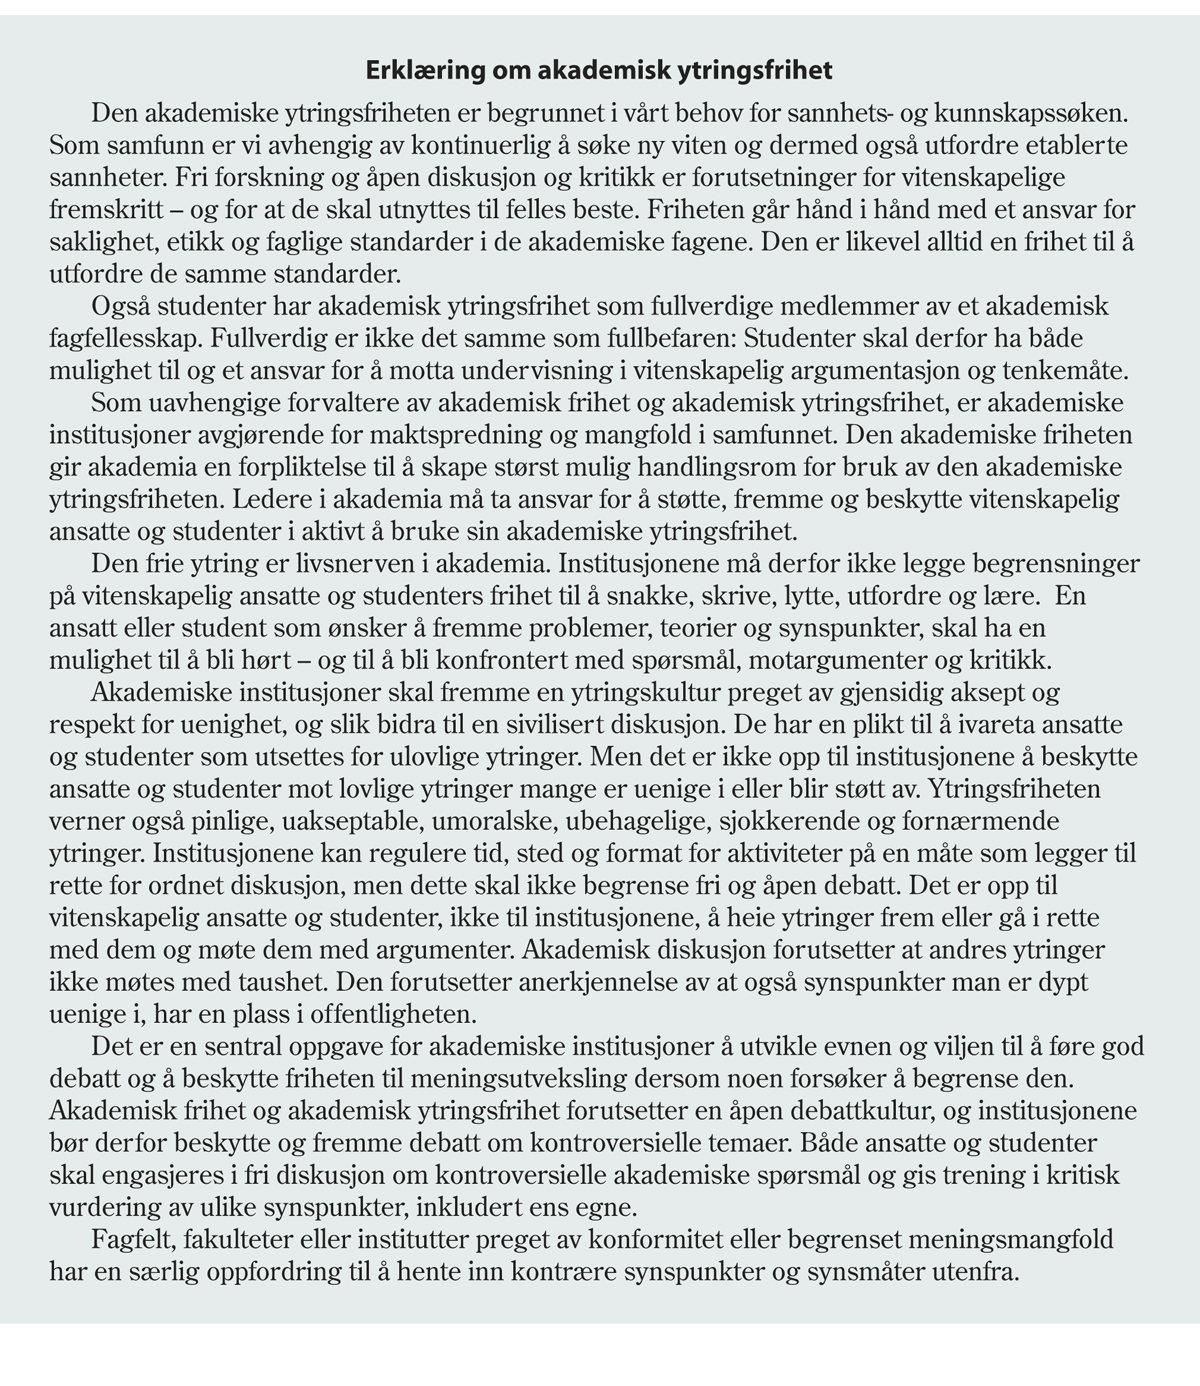 Erklæring om akademisk ytringsfrihet
Den akademiske ytringsfriheten er begrunnet i vårt behov for sannhets- og kunnskapssøken.
Som samfunn er vi avhengig av kontinuerlig å søke ny viten og dermed også utfordre etablerte
sannheter. Fri forskning og åpen diskusjon og kritikk er forutsetninger for vitenskapelige
fremskritt – og for at de skal utnyttes til felles beste. Friheten går hånd i hånd med et ansvar for
saklighet, etikk og faglige standarder i de akademiske fagene. Den er likevel alltid en frihet til å
utfordre de samme standarder.
Også studenter har akademisk ytringsfrihet som fullverdige medlemmer av et akademisk
fagfellesskap. Fullverdig er ikke det samme som fullbefaren: Studenter skal derfor ha både
mulighet til og et ansvar for å motta undervisning i vitenskapelig argumentasjon og tenkemåte.
Som uavhengige forvaltere av akademisk frihet og akademisk ytringsfrihet, er akademiske
institusjoner avgjørende for maktspredning og mangfold i samfunnet. Den akademiske friheten
gir akademia en forpliktelse til å skape størst mulig handlingsrom for bruk av den akademiske
ytringsfriheten. Ledere i akademia må ta ansvar for å støtte, fremme og beskytte vitenskapelig
ansatte og studenter i aktivt å bruke sin akademiske ytringsfrihet.
Den frie ytring er livsnerven i akademia. Institusjonene må derfor ikke legge begrensninger
på vitenskapelig ansatte og studenters frihet til å snakke, skrive, lytte, utfordre og lære. En
ansatt eller student som ønsker å fremme problemer, teorier og synspunkter, skal ha en
mulighet til å bli hørt – og til å bli konfrontert med spørsmål, motargumenter og kritikk.
Akademiske institusjoner skal fremme en ytringskultur preget av gjensidig aksept og
respekt for uenighet, og slik bidra til en sivilisert diskusjon. De har en plikt til å ivareta ansatte
og studenter som utsettes for ulovlige ytringer. Men det er ikke opp til institusjonene å beskytte
ansatte og studenter mot lovlige ytringer mange er uenige i eller blir støtt av. Ytringsfriheten
verner også pinlige, uakseptable, umoralske, ubehagelige, sjokkerende og fornærmende
ytringer. Institusjonene kan regulere tid, sted og format for aktiviteter på en måte som legger til
rette for ordnet diskusjon, men dette skal ikke begrense fri og åpen debatt. Det er opp til
vitenskapelig ansatte og studenter, ikke til institusjonene, å heie ytringer frem eller gå i rette
med dem og møte dem med argumenter. Akademisk diskusjon forutsetter at andres ytringer
ikke møtes med taushet. Den forutsetter anerkjennelse av at også synspunkter man er dypt
uenige i, har en plass i offentligheten.
Det er en sentral oppgave for akademiske institusjoner å utvikle evnen og viljen til å føre god
debatt og å beskytte friheten til meningsutveksling dersom noen forsøker å begrense den.
Akademisk frihet og akademisk ytringsfrihet forutsetter en åpen debattkultur, og institusjonene
bør derfor beskytte og fremme debatt om kontroversielle temaer. Både ansatte og studenter
skal engasjeres i fri diskusjon om kontroversielle akademiske spørsmål og gis trening i kritisk
vurdering av ulike synspunkter, inkludert ens egne.
Fagfelt, fakulteter eller institutter preget av konformitet eller begrenset meningsmangfold
har en særlig oppfordring til å hente inn kontrære synspunkter og synsmåter utenfra.